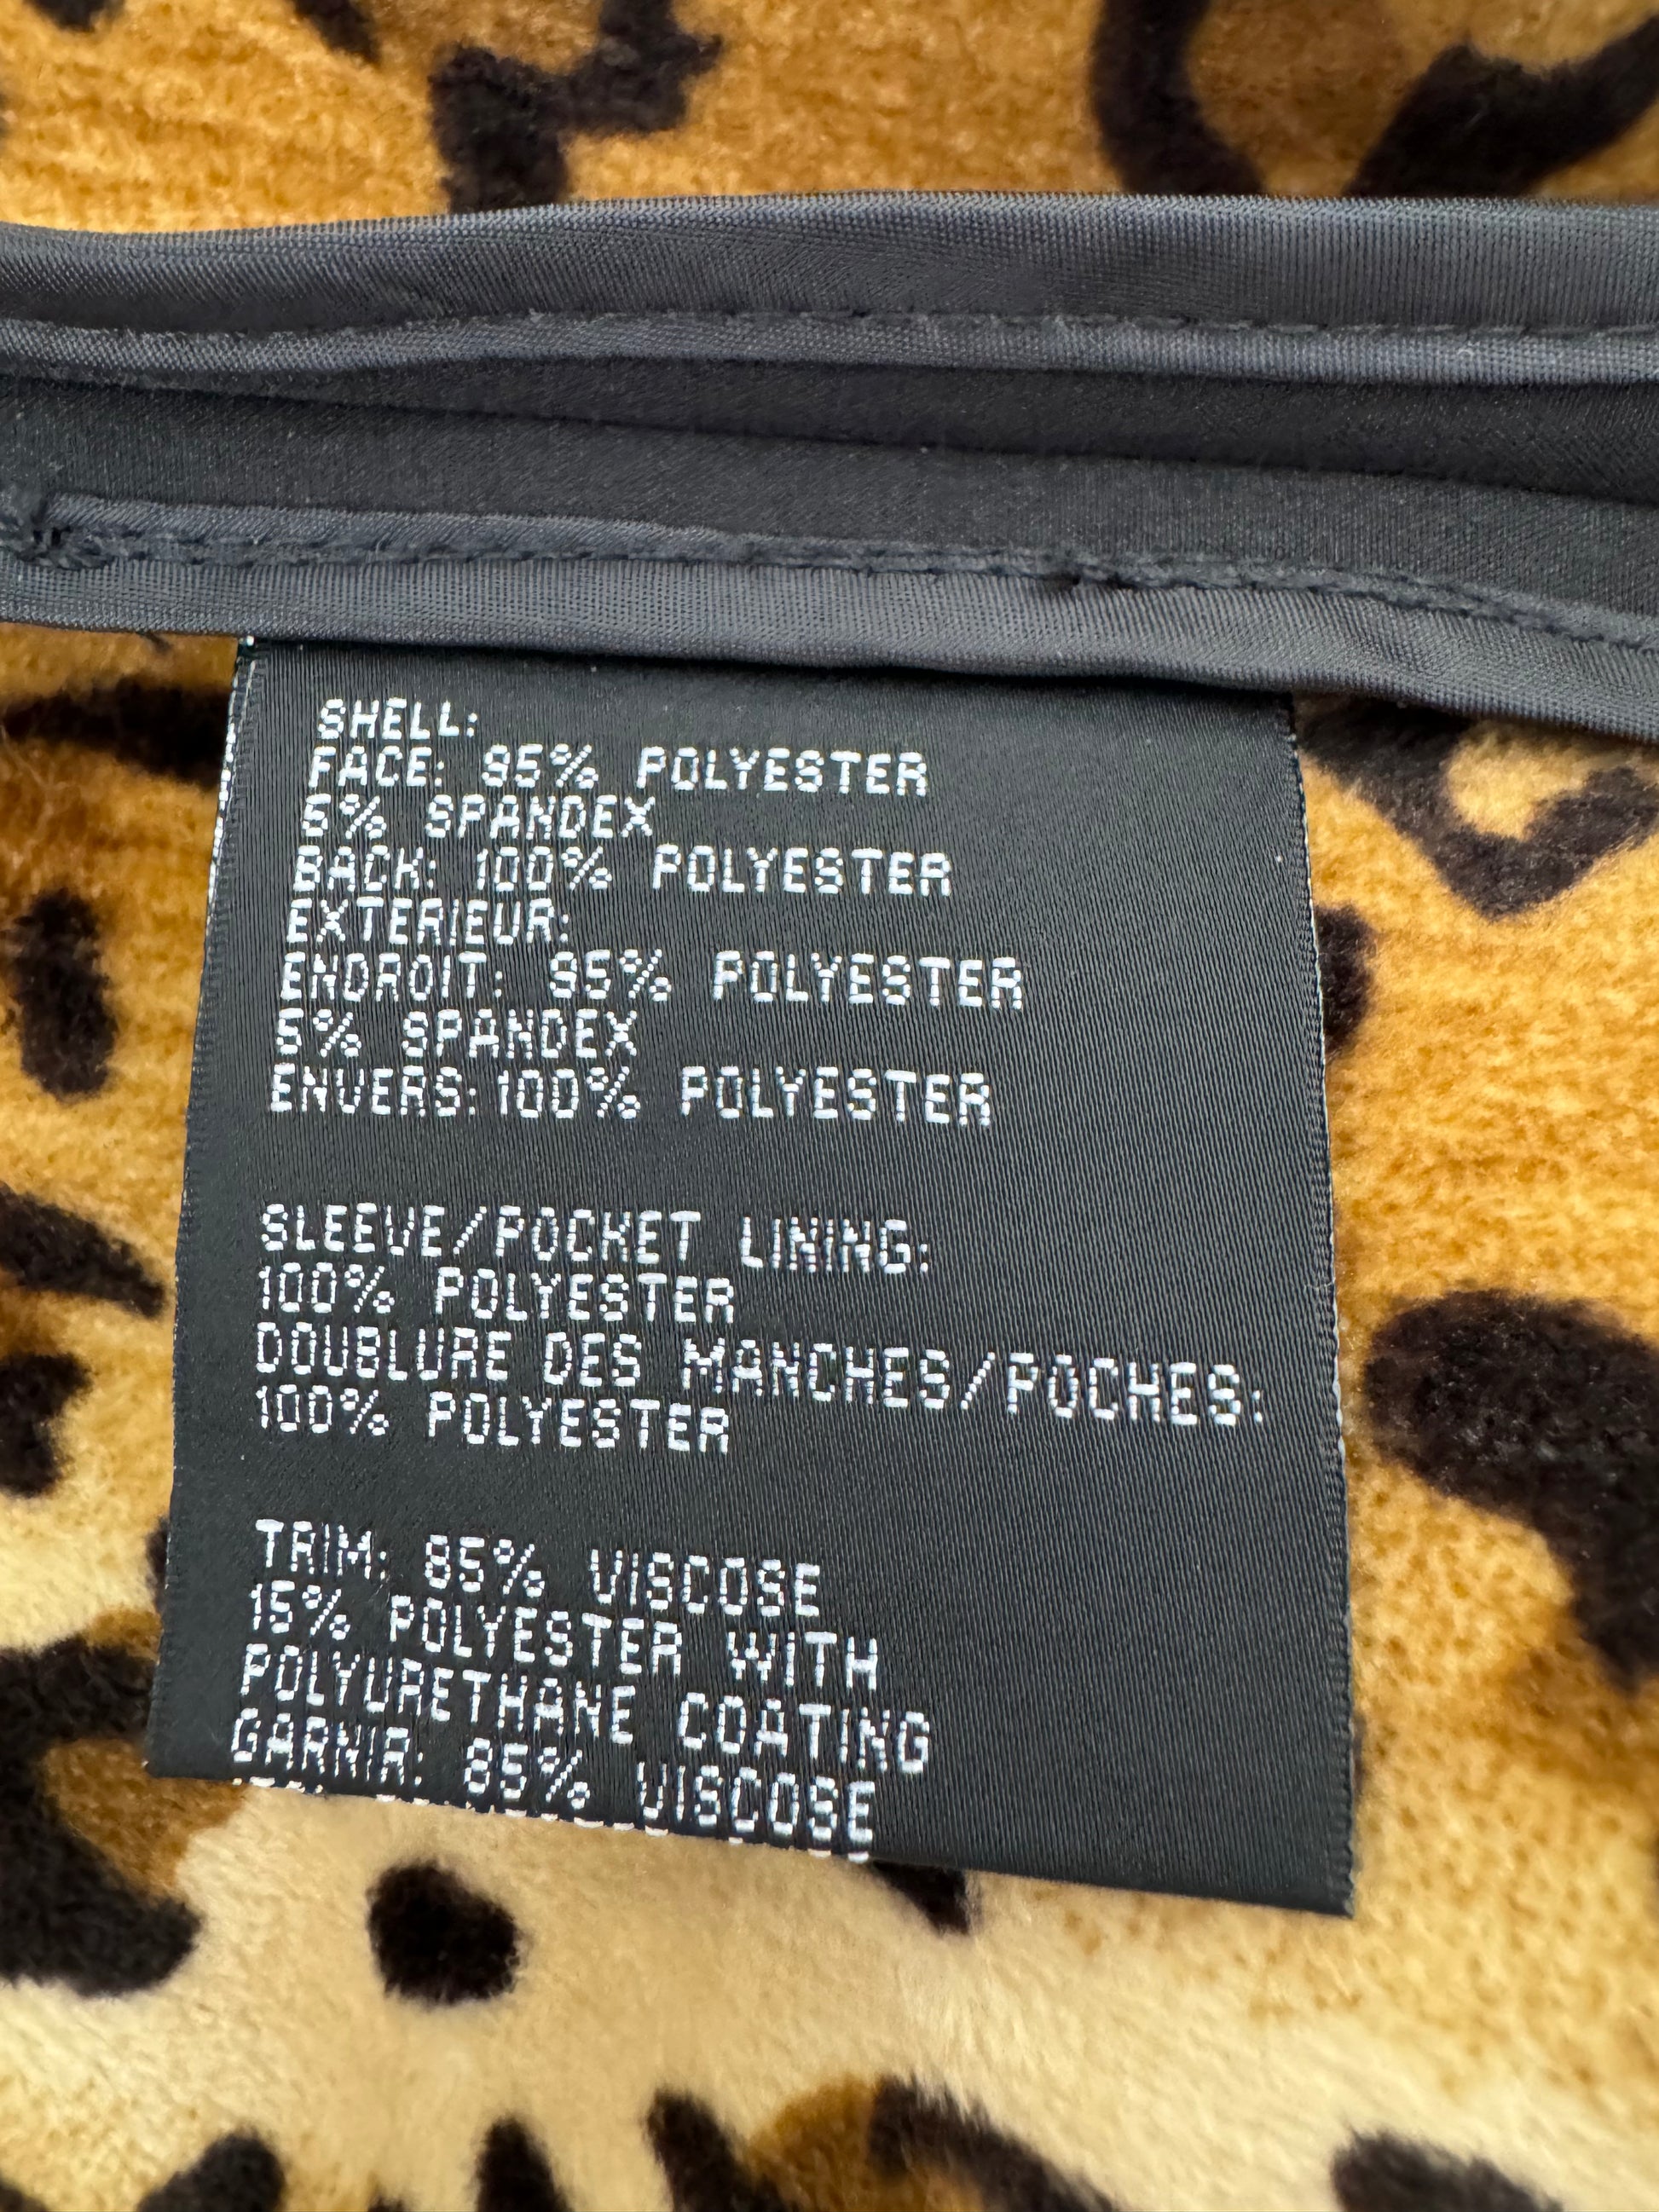 SHELL:
FACE: 95% POLYESTER
5% SPANDEX
BACK: 100% POLYESTER
EXTERIEUR:
ENDROIT: 95% POLYESTER
5% SPANDEX
ENVERS: 100% POLYESTER
SLEEVE/POCKET LINING:
100% POLYESTER
DOUBLURE DES MANCHES/POCHES:
100% POLYESTER
TRIM: 85% VISCOSE
15% POLYESTER WITH
POLYURETHANE COATING
GARNIR: 85% VISCOSE